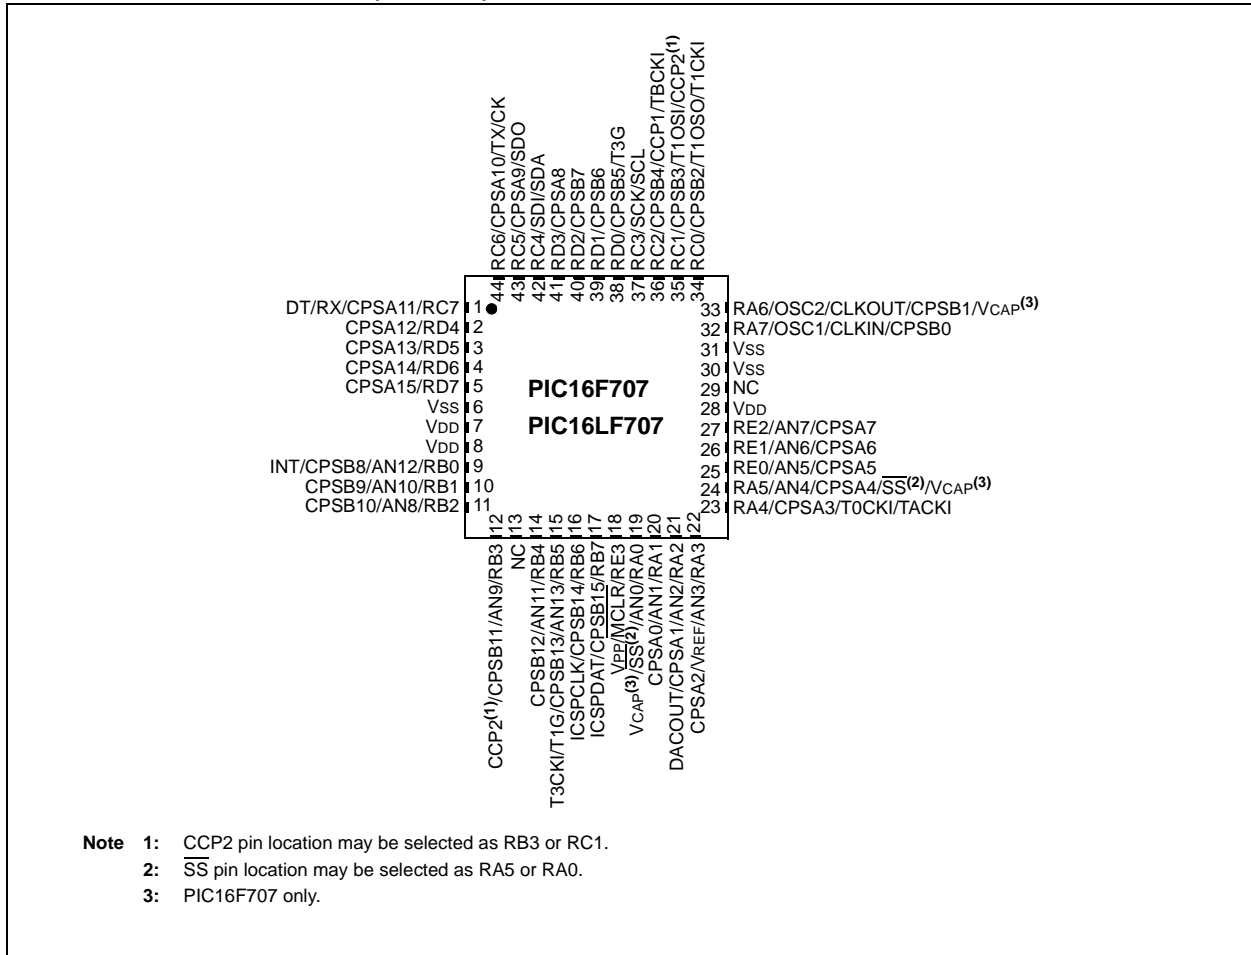 44 RC6/CPSA10/TX/CK
43 RC5/CPSA9/SDO
42 RC4/SDI/SDA
41 RD3/CPSA8
40 RD2/CPSB7
39 RD1/CPSB6
38 RD0/CPSB5/T3G
37 RC3/SCK/SCL
36 RC2/CPSB4/CCP1/TBCKI
35 RC1/CPSB3/T1OSI/CCP2(1)
34 RC0/CPSB2/T1OSO/T1CKI
DT/RX/CPSA11/RC7 1
CPSA12/RD4 2
CPSA13/RD5 3
CPSA14/RD6 4
CPSA15/RD7 5
VSS 6
VDD 7
VDD 8
INT/CPSB8/AN12/RB0 9
CPSB9/AN10/RB1 10
CPSB10/AN8/RB2 11
PIC16F707
PIC16LF707
33 RA6/OSC2/CLKOUT/CPSB1/VCAP(3)
32 RA7/OSC1/CLKIN/CPSB0
31 VSS
30 VSS
29 NC
28 VDD
27 RE2/AN7/CPSA7
26 RE1/AN6/CPSA6
25 RE0/AN5/CPSA5
24 RA5/AN4/CPSA4/SS(2)/VCAP(3)
23 RA4/CPSA3/T0CKI/TACKI
CCP2(1)/CPSB11/AN9/RB3 12
NC 13
CPSB12/AN11/RB4 14
T3CKI/T1G/CPSB13/AN13/RB5 15
ICSPCLK/CPSB14/RB6 16
ICSPDAT/CPSB15/RB7 17
VPP/MCLR/RE3 18
VCAP(3)/SS(2)/AN0/RA0 19
CPSA0/AN1/RA1 20
DACOUT/CPSA1/AN2/RA2 21
CPSA2/VREF/AN3/RA3 22
Note 1: CCP2 pin location may be selected as RB3 or RC1.
2: SS pin location may be selected as RA5 or RA0.
3: PIC16F707 only.